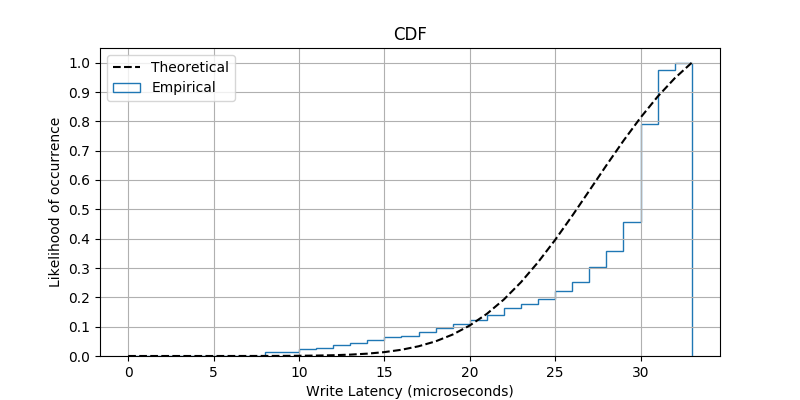 CDF
Theoretical
Empirical
Likelihood of occurrence
1.0
0.9
0.8
0.7
0.6
0.5
0.4
0.3
0.2
0.1
0.0
0 5 10 15 20 25 30
Write Latency (microseconds)